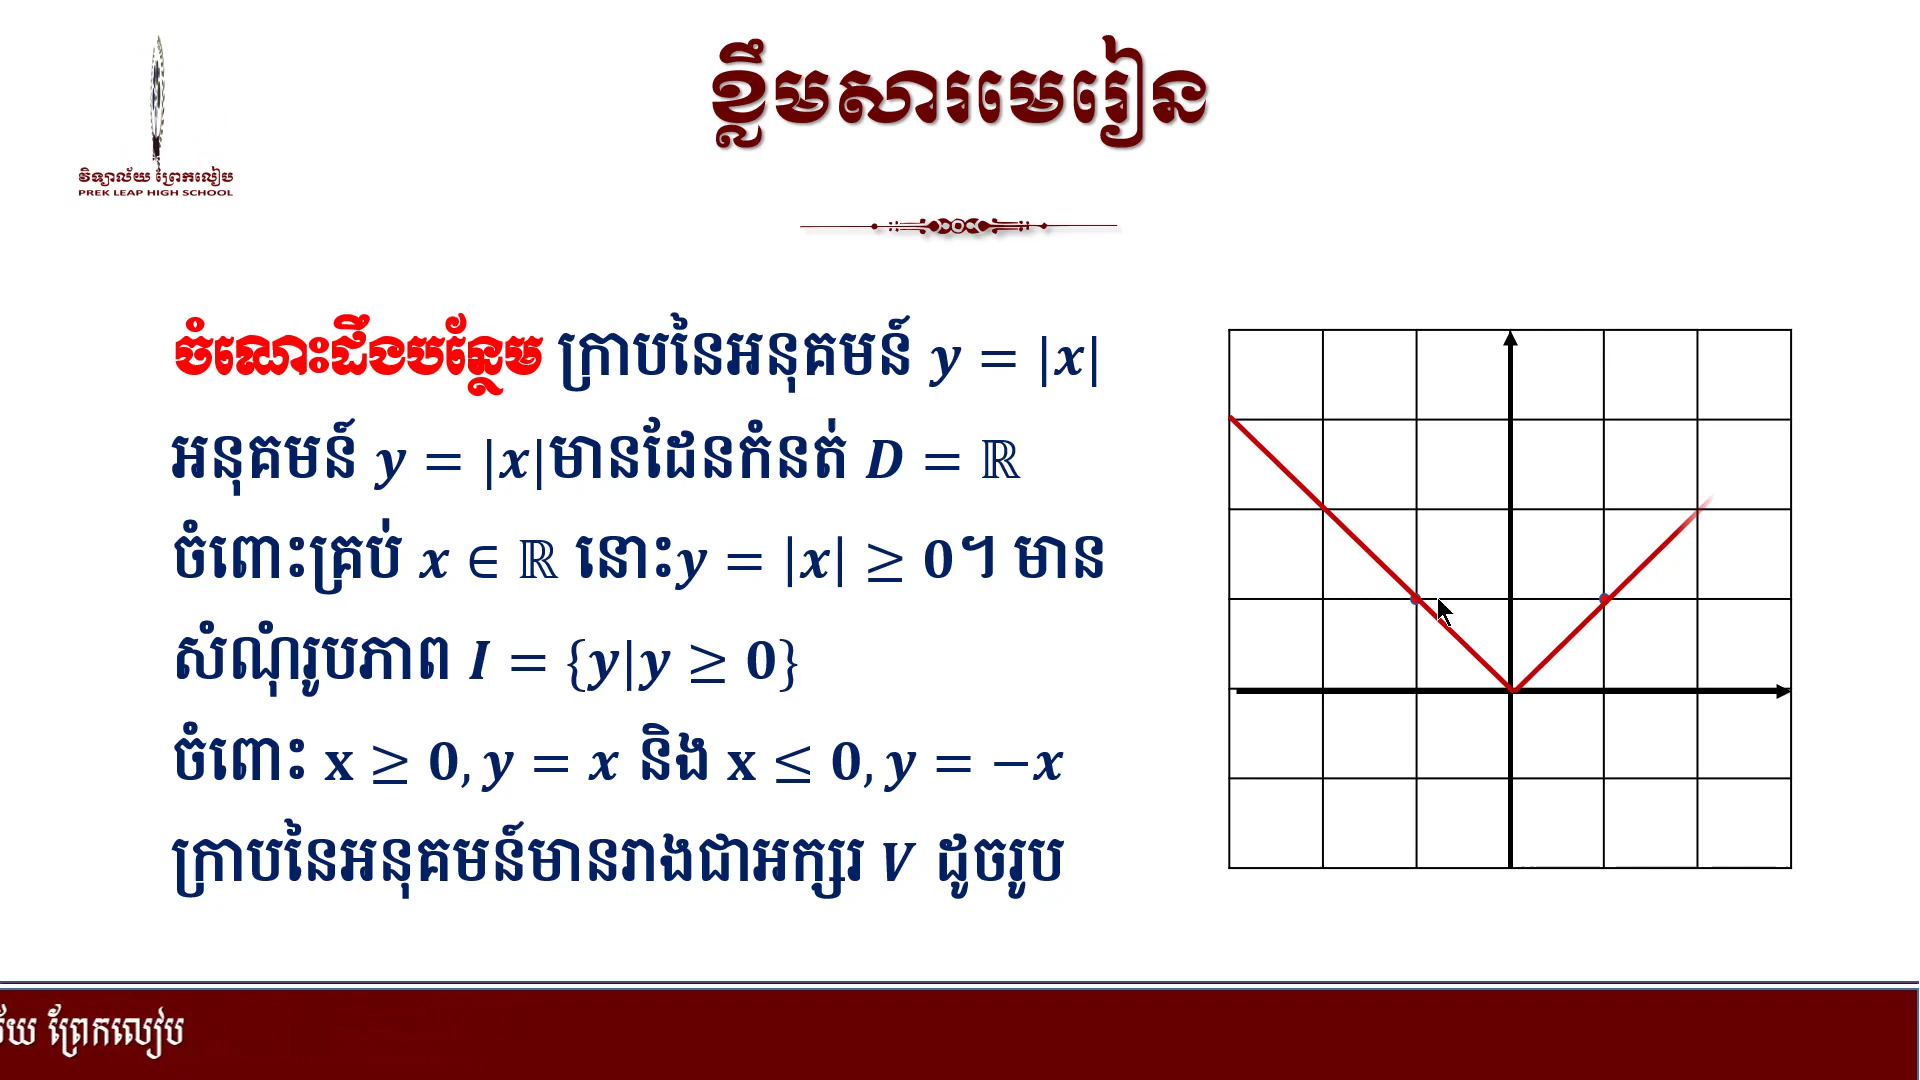 ខ្លឹមសារមេរៀន
វិទ្យាល័យ ព្រែកលៀប
PREK LEAP HIGH SCHOOL
ចំណេះដឹងបន្ថែម ក្រាបនៃអនុគមន៍ y = |x|
អនុគមន៍ y = |x|មានដែនកំនត់ D = ℝ
ចំពោះគ្រប់ x ∈ ℝ នោះy = |x| ≥ 0។ មាន
សំណុំរូបភាព I = {y|y ≥ 0}
ចំពោះ x ≥ 0, y = x និង x ≤ 0, y = −x
ក្រាបនៃអនុគមន៍មានរាងជាអក្សរ V ដូចរូប
ព្រែកលៀប